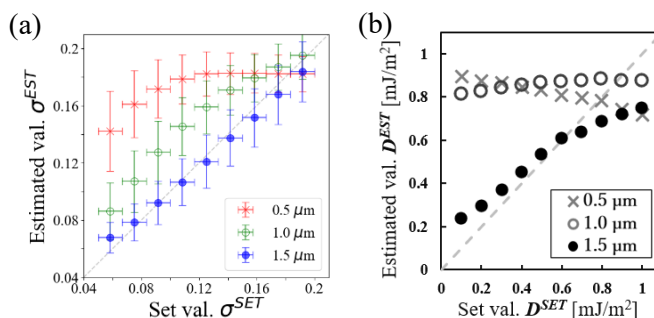 (a)
Estimated val. σ^EST
0.2
0.16
0.12
0.08
0.04
0.04
0.08
0.12
0.16
0.2
Set val. σ^SET
0.5 μm
1.0 μm
1.5 μm
(b)
Estimated val. D^EST [mJ/m²]
1
0.8
0.6
0.4
0.2
0
0
0.2
0.4
0.6
0.8
1
Set val. D^SET [mJ/m²]
0.5 μm
1.0 μm
1.5 μm